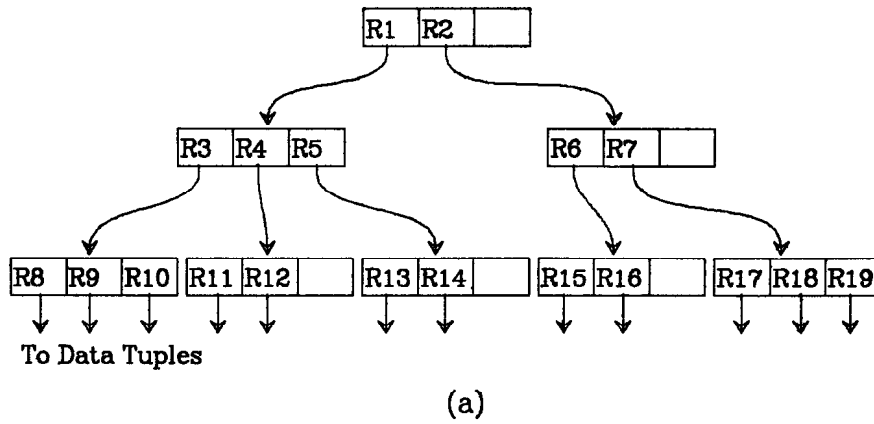 R1 R2
R3 R4 R5
R6 R7
R8 R9 R10
R11 R12
R13 R14
R15 R16
R17 R18 R19
To Data Tuples
(a)